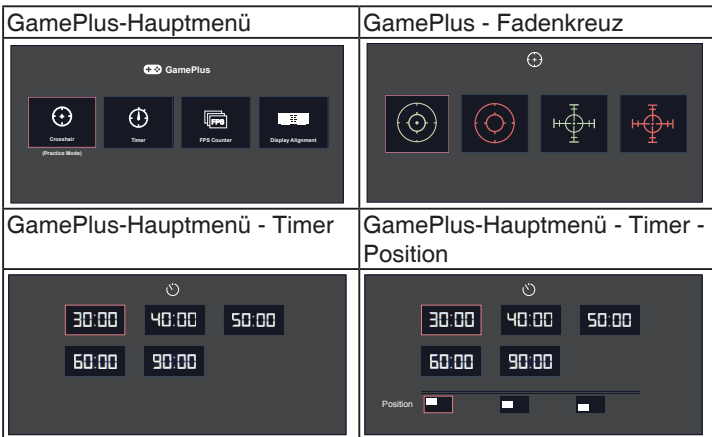 GamePlus-Hauptmenü
GamePlus - Fadenkreuz
GamePlus
Crosshair
(Practice Mode)
Timer
FPS
FPS Counter
Display Alignment
GamePlus-Hauptmenü - Timer
GamePlus-Hauptmenü - Timer -
Position
30:00 40:00 50:00
60:00 90:00
30:00 40:00 50:00
60:00 90:00
Position